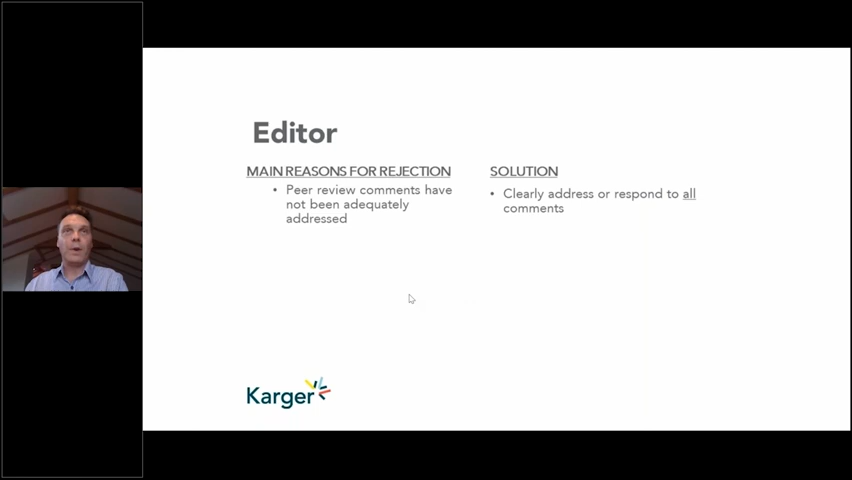 Editor
MAIN REASONS FOR REJECTION
• Peer review comments have
not been adequately
addressed
SOLUTION
• Clearly address or respond to all
comments
Karger